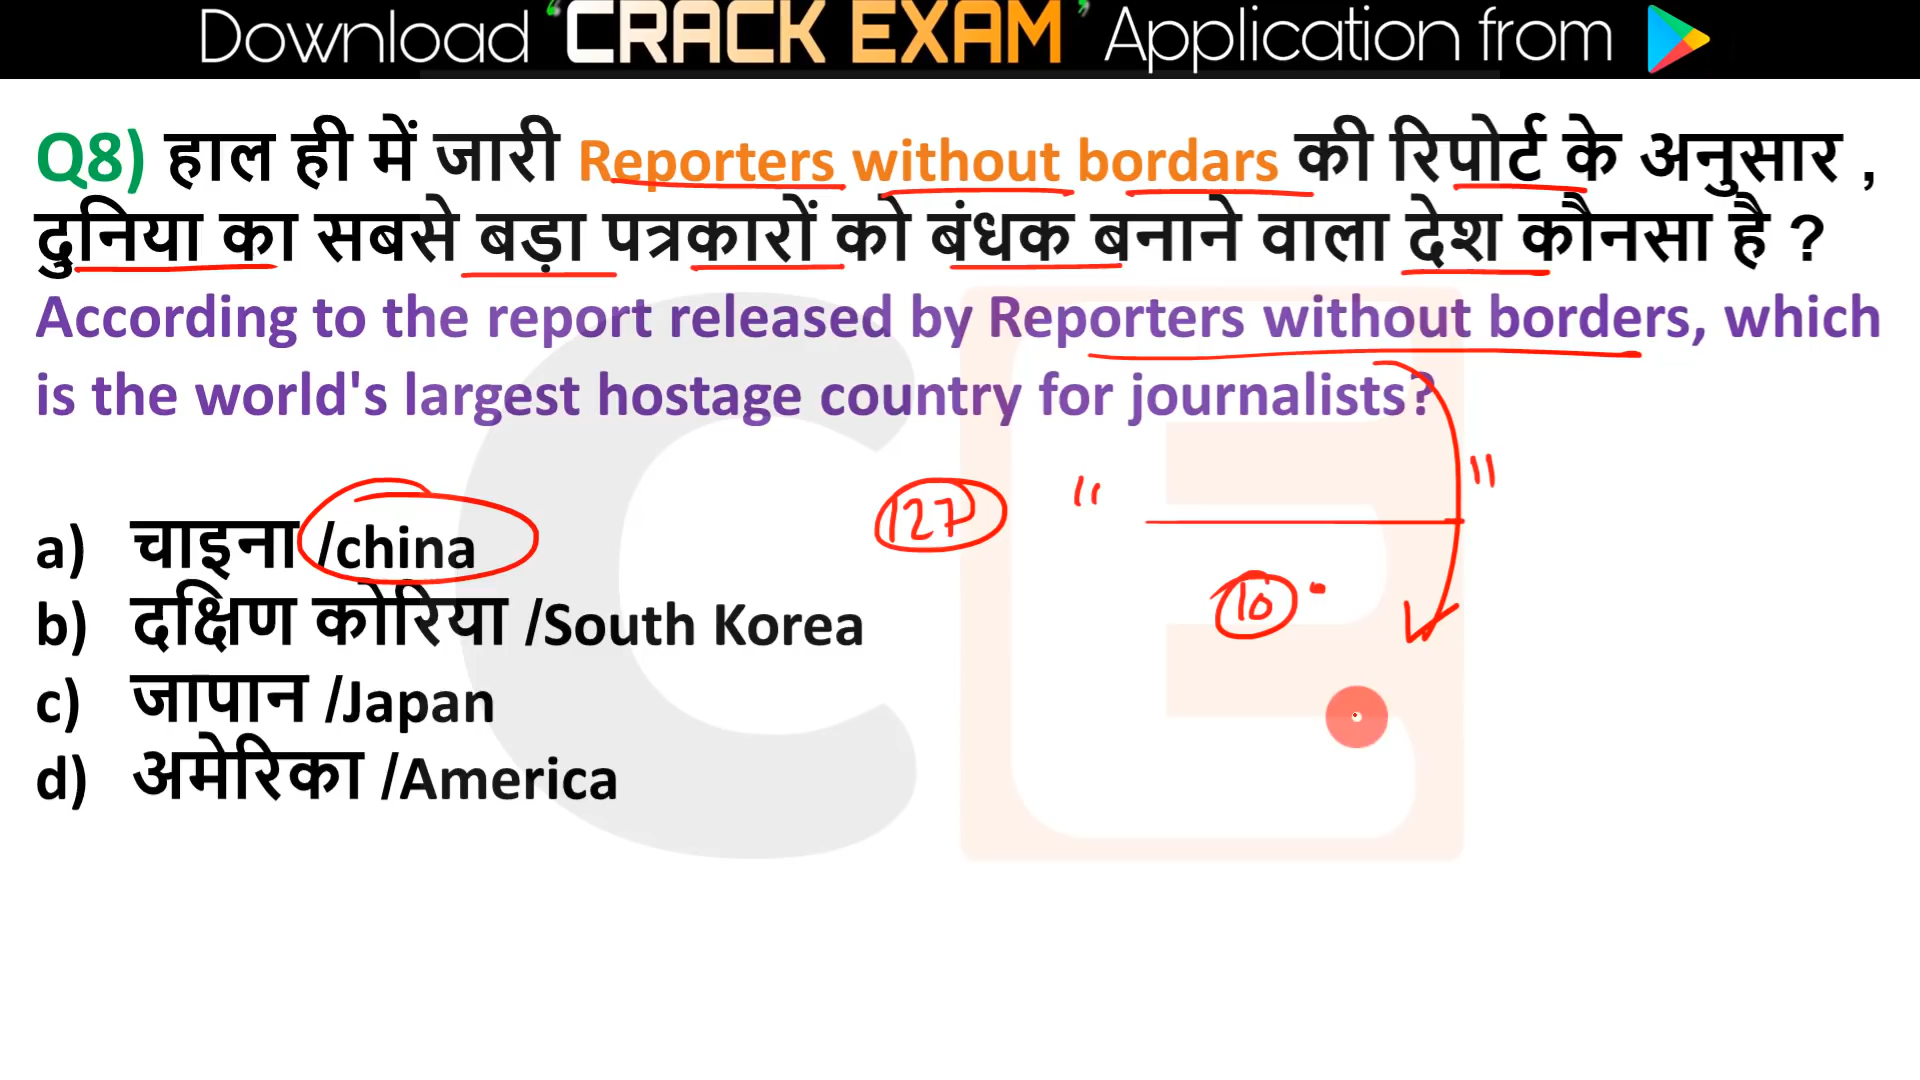 Download 'CRACK EXAM' Application from
Q8) हाल ही में जारी Reporters without bordars की रिपोर्ट के अनुसार ,
दुनिया का सबसे बड़ा पत्रकारों को बंधक बनाने वाला देश कौनसा है ?
According to the report released by Reporters without borders, which
is the world's largest hostage country for journalists?
a) चाइना /china
127
" "
b) दक्षिण कोरिया /South Korea
10
c) जापान /Japan
d) अमेरिका /America
CE